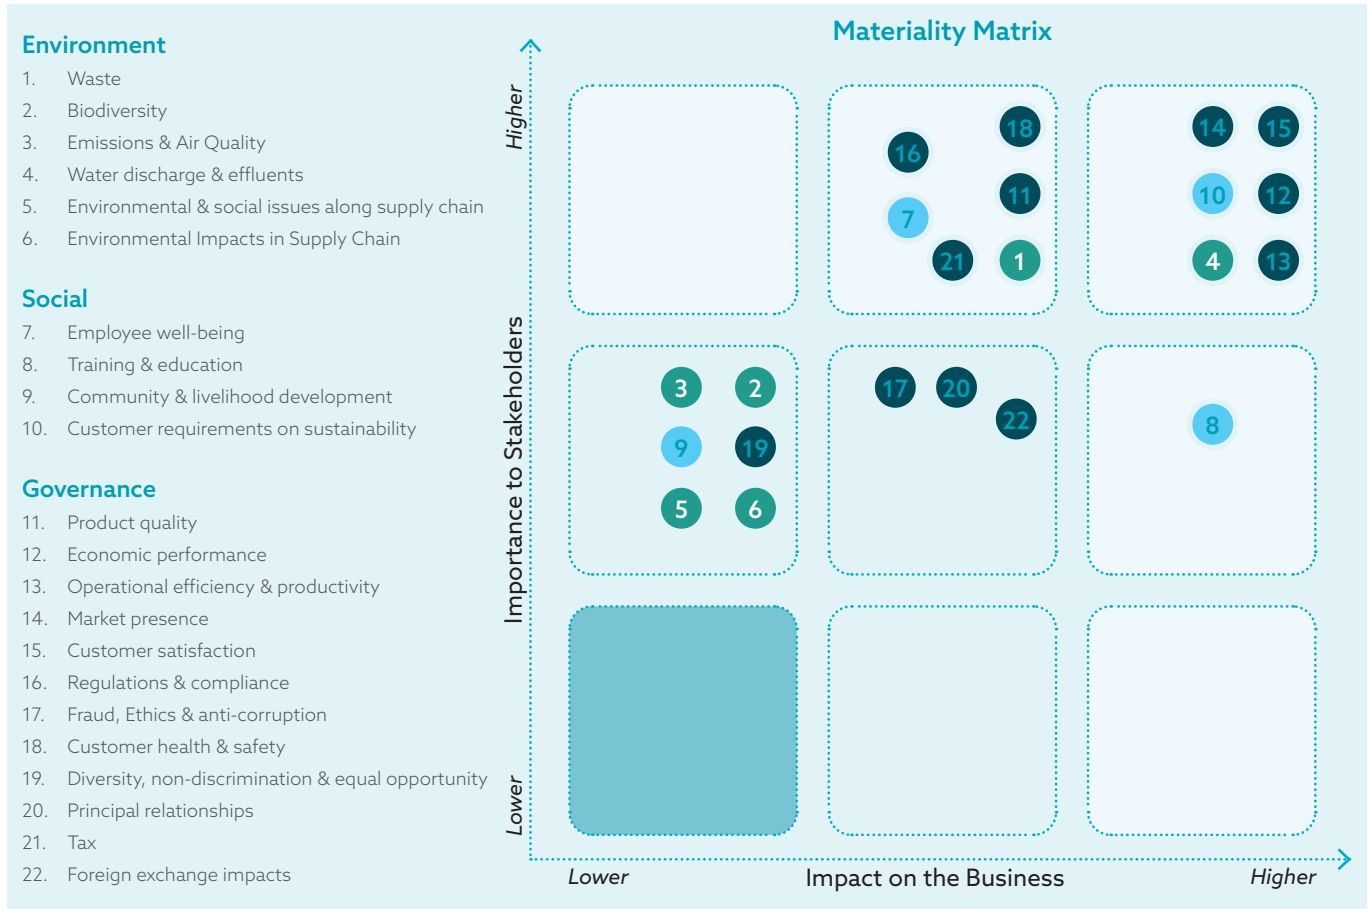 Environment
1. Waste
2. Biodiversity
3. Emissions & Air Quality
4. Water discharge & effluents
5. Environmental & social issues along supply chain
6. Environmental Impacts in Supply Chain
Social
7. Employee well-being
8. Training & education
9. Community & livelihood development
10. Customer requirements on sustainability
Governance
11. Product quality
12. Economic performance
13. Operational efficiency & productivity
14. Market presence
15. Customer satisfaction
16. Regulations & compliance
17. Fraud, Ethics & anti-corruption
18. Customer health & safety
19. Diversity, non-discrimination & equal opportunity
20. Principal relationships
21. Tax
22. Foreign exchange impacts
Materiality Matrix
Higher
Importance to Stakeholders
Lower
18 14 15
16
11 10 12
7
21 1 4 13
3 2 17 20
22 8
9 19
5 6
Lower
Impact on the Business
Higher